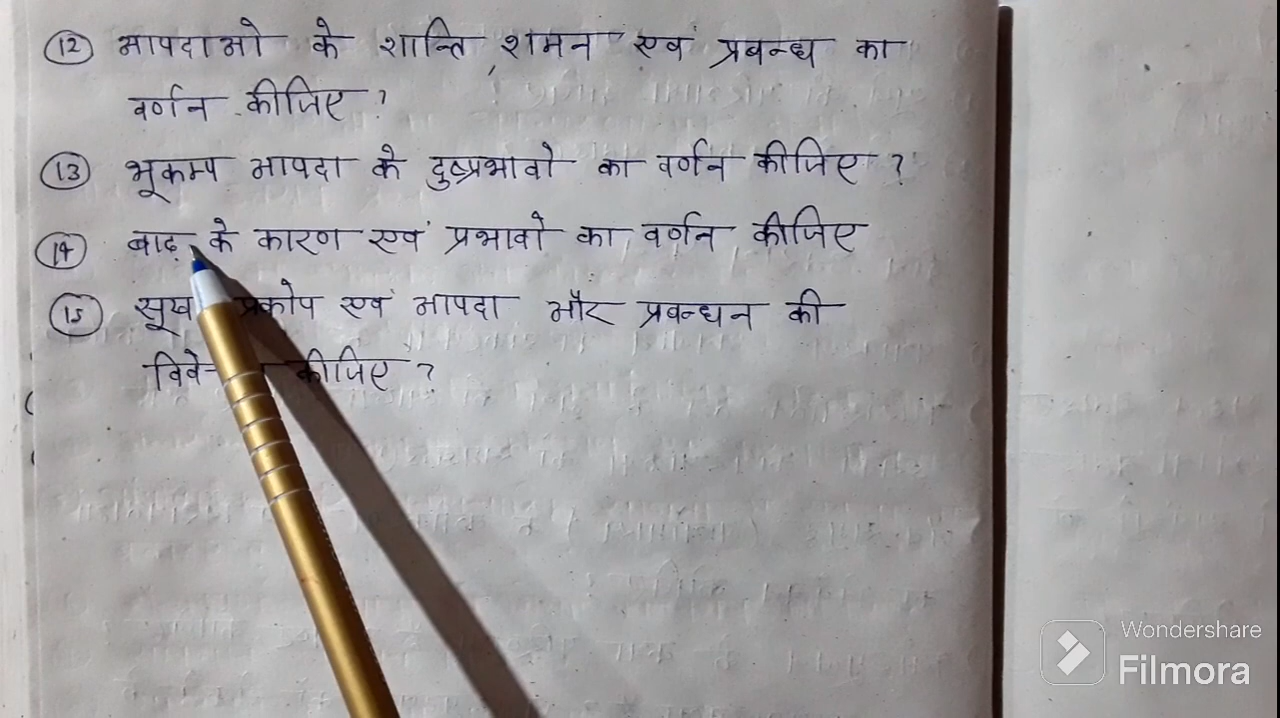 (12) आपदाओ के शान्ति, शमन एवं प्रबन्ध का
वर्णन कीजिए ?
(13) भूकम्प आपदा के दुष्प्रभावो का वर्णन कीजिए ?
(14) बाढ़ के कारण एवं प्रभावो का वर्णन कीजिए
(15) प्रकोप एवं आपदा और प्रबन्धन की
कीजिए ?
Wondershare
Filmora